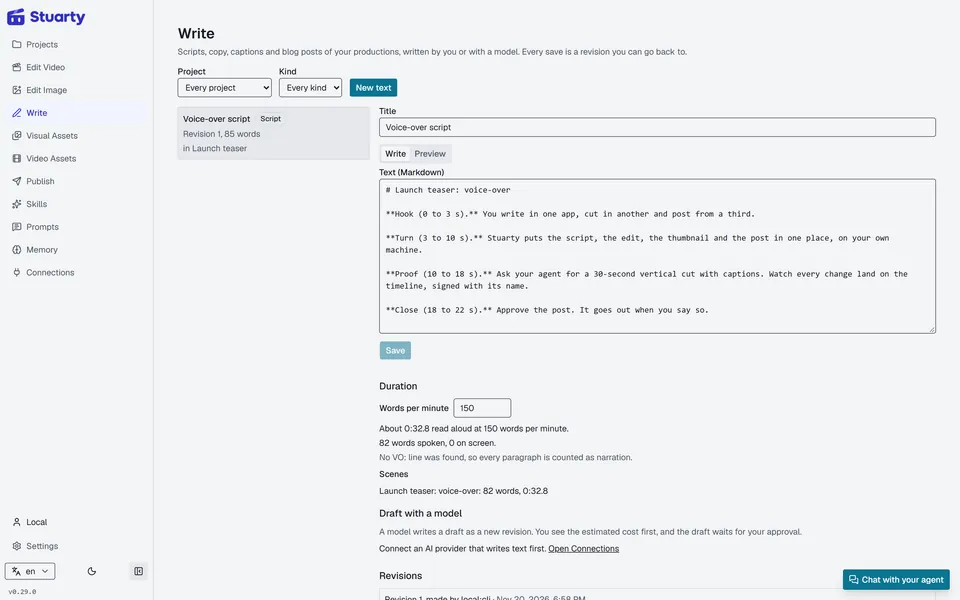 Stuarty
Projects
Edit Video
Edit Image
Write
Visual Assets
Video Assets
Publish
Skills
Prompts
Memory
Connections
Local
Settings
en
v0.29.0
Write
Scripts, copy, captions and blog posts of your productions, written by you or with a model. Every save is a revision you can go back to.
Project
Kind
Every project
Every kind
New text
Voice-over script Script
Revision 1, 85 words
in Launch teaser
Title
Voice-over script
Write Preview
Text (Markdown)
# Launch teaser: voice-over
**Hook (0 to 3 s).** You write in one app, cut in another and post from a third.
**Turn (3 to 10 s).** Stuarty puts the script, the edit, the thumbnail and the post in one place, on your own
machine.
**Proof (10 to 18 s).** Ask your agent for a 30-second vertical cut with captions. Watch every change land on the
timeline, signed with its name.
**Close (18 to 22 s).** Approve the post. It goes out when you say so.
Save
Duration
Words per minute 150
About 0:32.8 read aloud at 150 words per minute.
82 words spoken, 0 on screen.
No VO: line was found, so every paragraph is counted as narration.
Scenes
Launch teaser: voice-over: 82 words, 0:32.8
Draft with a model
A model writes a draft as a new revision. You see the estimated cost first, and the draft waits for your approval.
Connect an AI provider that writes text first. Open Connections
Revisions
Revision 1, made by local:cli · Nov 20, 2026, 6:58 PM
Chat with your agent